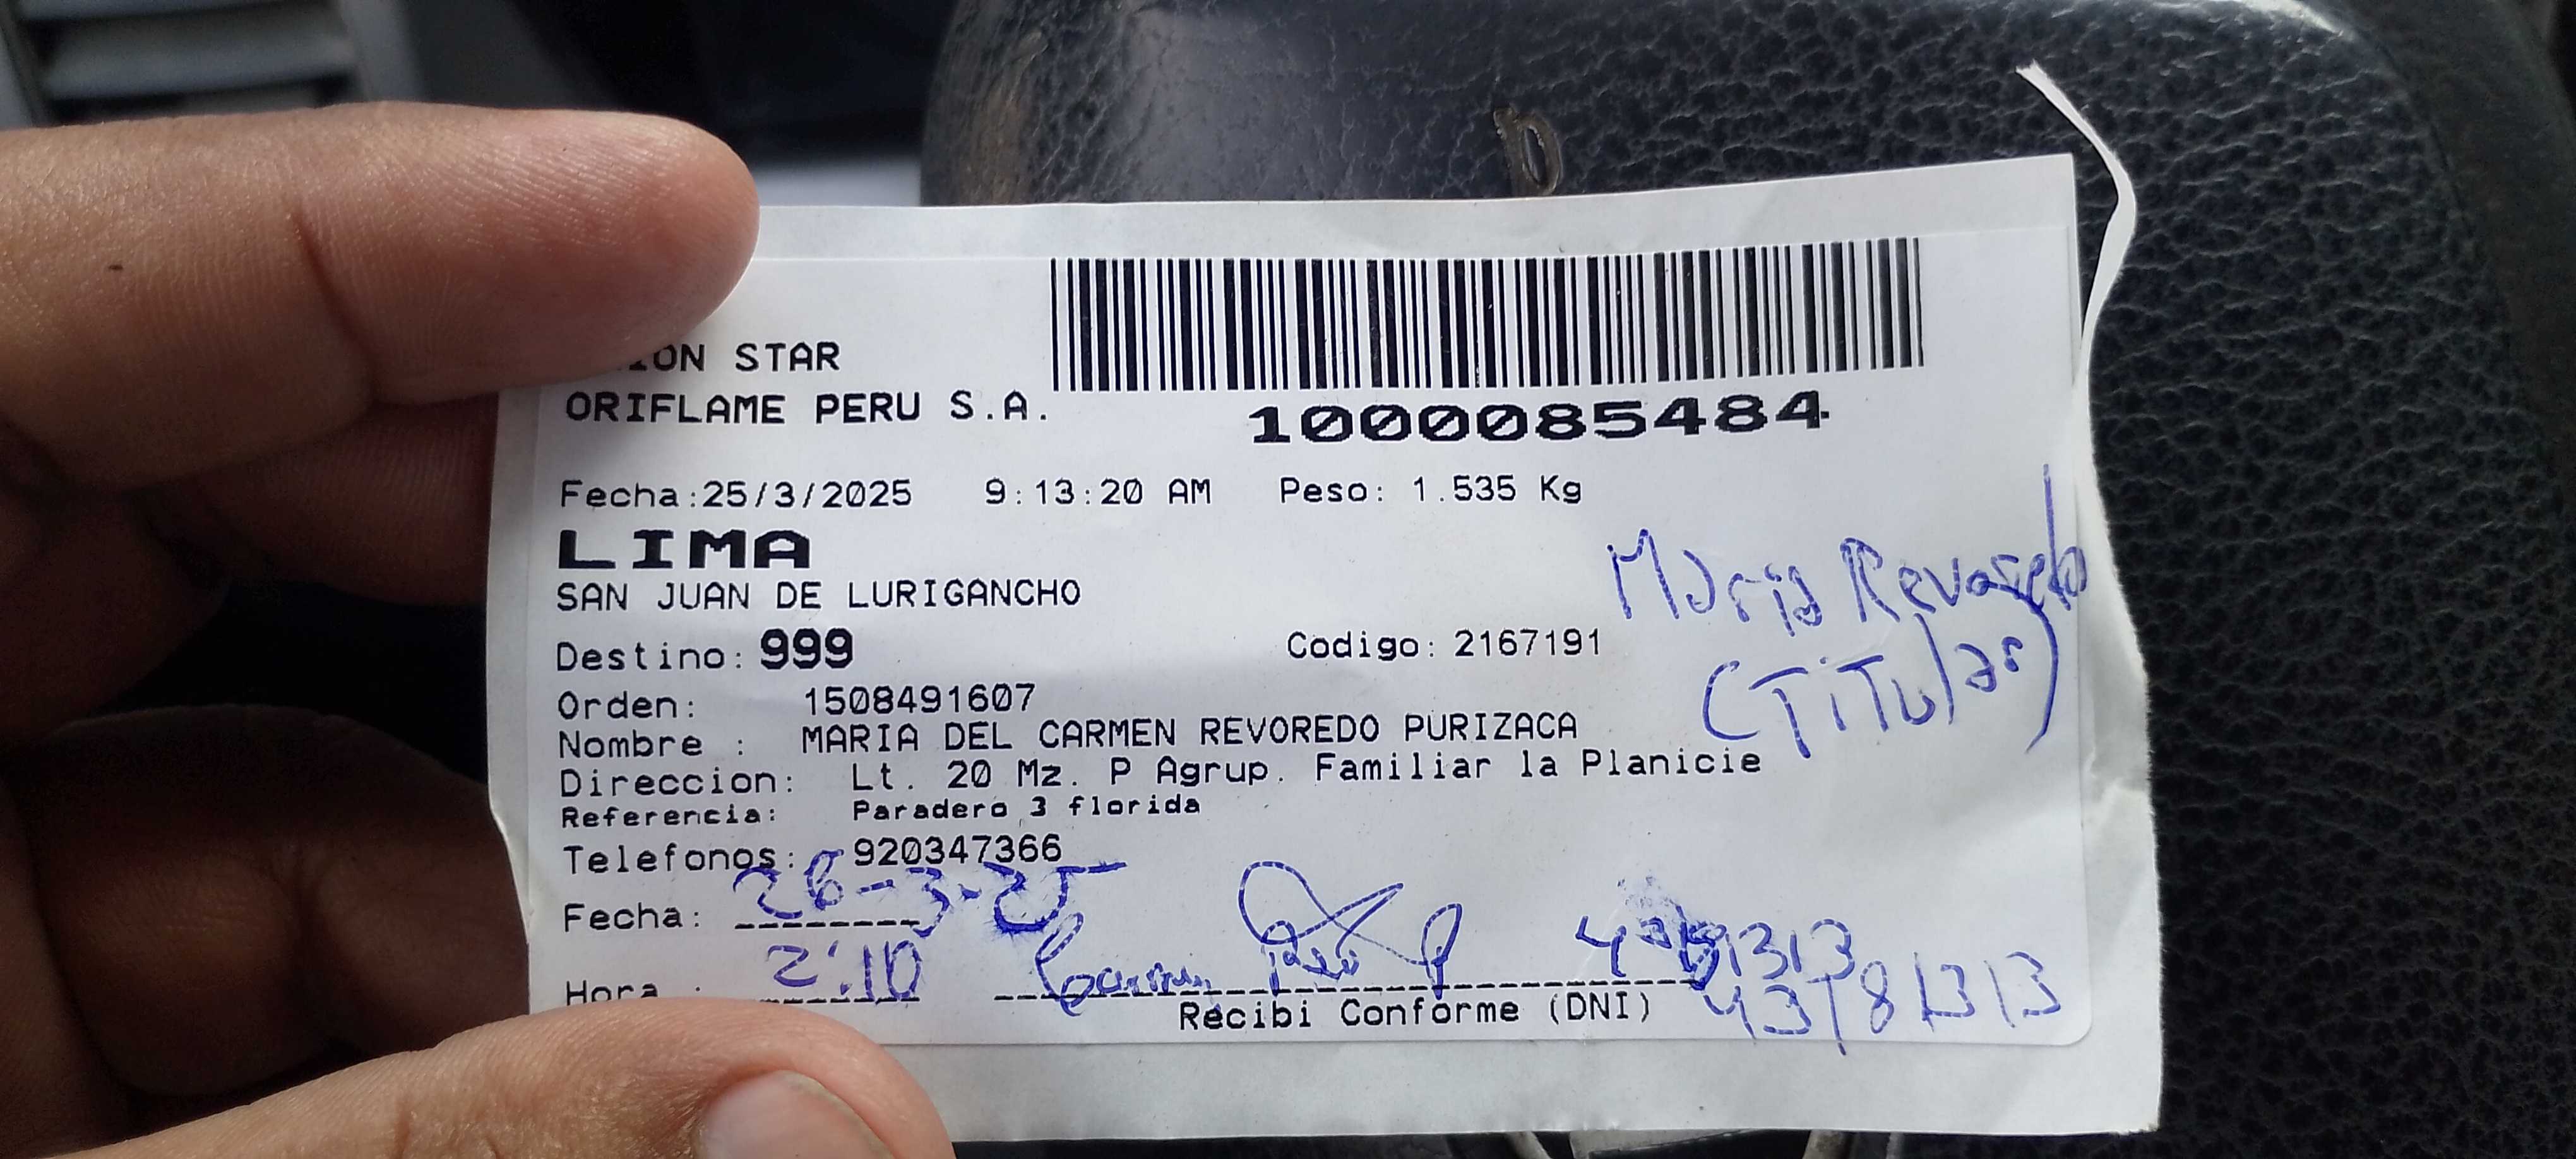 ION STAR
ORIFLAME PERU S.A.
1000085484
Fecha:25/3/2025 9:13:20 AM Peso: 1.535 Kg
LIMA
SAN JUAN DE LURIGANCHO
Maria Revoredo
(Titular)
Destino: 999 Codigo: 2167191
Orden: 1508491607
Nombre : MARIA DEL CARMEN REVOREDO PURIZACA
Direccion: Lt. 20 Mz. P Agrup. Familiar la Planicie
Referencia: Paradero 3 florida
Telefonos: 920347366
Fecha: 26-3-25
Hora : 2:10
Recibi Conforme (DNI) 43781313